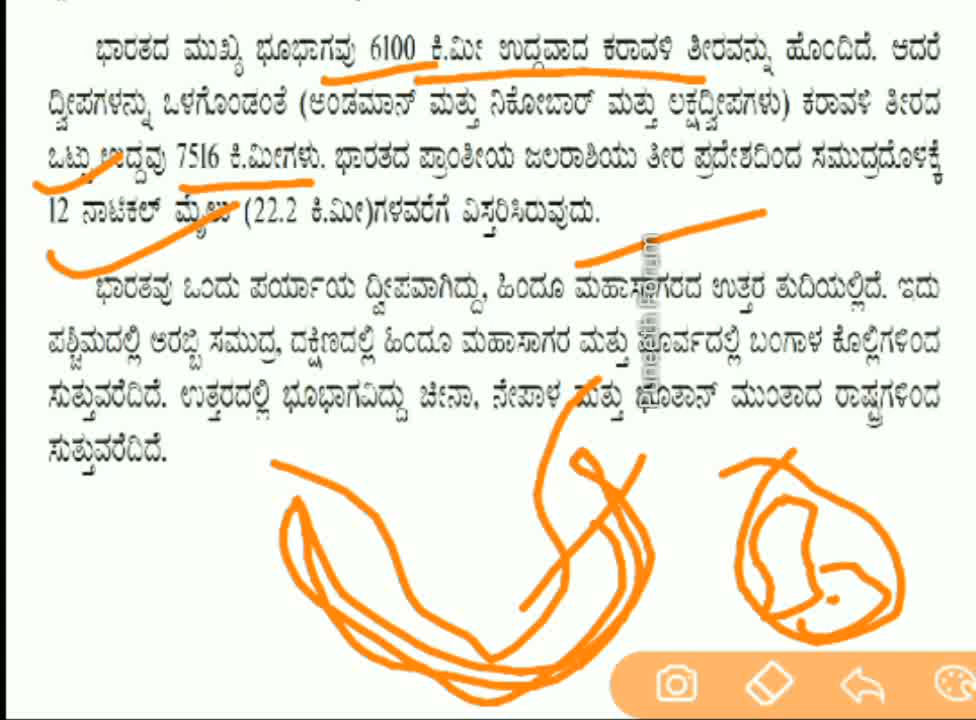 ಭಾರತದ ಮುಖ್ಯ ಭೂಭಾಗವು 6100 ಕಿ.ಮೀ ಉದ್ದವಾದ ಕರಾವಳಿ ತೀರವನ್ನು ಹೊಂದಿದೆ. ಆದರೆ
ದ್ವೀಪಗಳನ್ನು ಒಳಗೊಂಡಂತೆ (ಅಂಡಮಾನ್ ಮತ್ತು ನಿಕೋಬಾರ್ ಮತ್ತು ಲಕ್ಷದ್ವೀಪಗಳು) ಕರಾವಳಿ ತೀರದ
ಒಟ್ಟು ಉದ್ದವು 7516 ಕಿ.ಮೀಗಳು. ಭಾರತದ ಪ್ರಾಂತೀಯ ಜಲರಾಶಿಯು ತೀರ ಪ್ರದೇಶದಿಂದ ಸಮುದ್ರದೊಳಕ್ಕೆ
12 ನಾಟಿಕಲ್ ಮೈಲು (22.2 ಕಿ.ಮೀ)ಗಳವರೆಗೆ ವಿಸ್ತರಿಸಿರುವುದು.
ಭಾರತವು ಒಂದು ಪರ್ಯಾಯ ದ್ವೀಪವಾಗಿದ್ದು, ಹಿಂದೂ ಮಹಾಸಾಗರದ ಉತ್ತರ ತುದಿಯಲ್ಲಿದೆ. ಇದು
ಪಶ್ಚಿಮದಲ್ಲಿ ಅರಬ್ಬಿ ಸಮುದ್ರ, ದಕ್ಷಿಣದಲ್ಲಿ ಹಿಂದೂ ಮಹಾಸಾಗರ ಮತ್ತು ಪೂರ್ವದಲ್ಲಿ ಬಂಗಾಳ ಕೊಲ್ಲಿಗಳಿಂದ
ಸುತ್ತುವರೆದಿದೆ. ಉತ್ತರದಲ್ಲಿ ಭೂಭಾಗವಿದ್ದು ಚೀನಾ, ನೇಪಾಳ ಮತ್ತು ಭೂತಾನ್ ಮುಂತಾದ ರಾಷ್ಟ್ರಗಳಿಂದ
ಸುತ್ತುವರೆದಿದೆ.